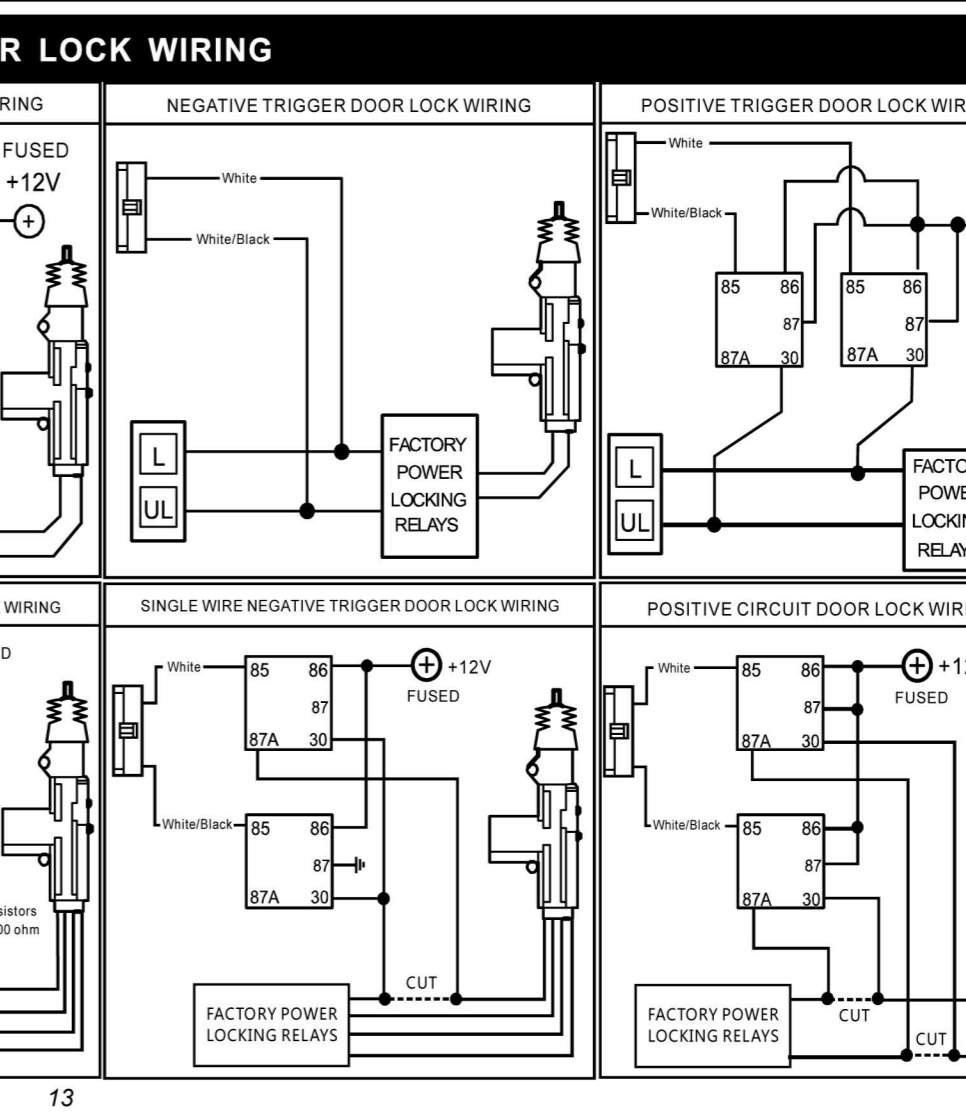 R LOCK WIRING
RING
FUSED
+12V
+
NEGATIVE TRIGGER DOOR LOCK WIRING
White
White/Black
L
UL
FACTORY
POWER
LOCKING
RELAYS
POSITIVE TRIGGER DOOR LOCK WIR
White
White/Black
85 86
87
87A 30
85 86
87
87A 30
L
UL
FACTO
POWE
LOCKIN
RELAY
WIRING
D
sistors
00 ohm
SINGLE WIRE NEGATIVE TRIGGER DOOR LOCK WIRING
White
85 86
87
87A 30
+ +12V
FUSED
White/Black
85 86
87
87A 30
CUT
FACTORY POWER
LOCKING RELAYS
POSITIVE CIRCUIT DOOR LOCK WIR
White
85 86
87
87A 30
+ +12
FUSED
White/Black
85 86
87
87A 30
CUT
FACTORY POWER
LOCKING RELAYS
CUT
13